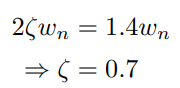 2ζw_n = 1.4w_n
⇒ ζ = 0.7